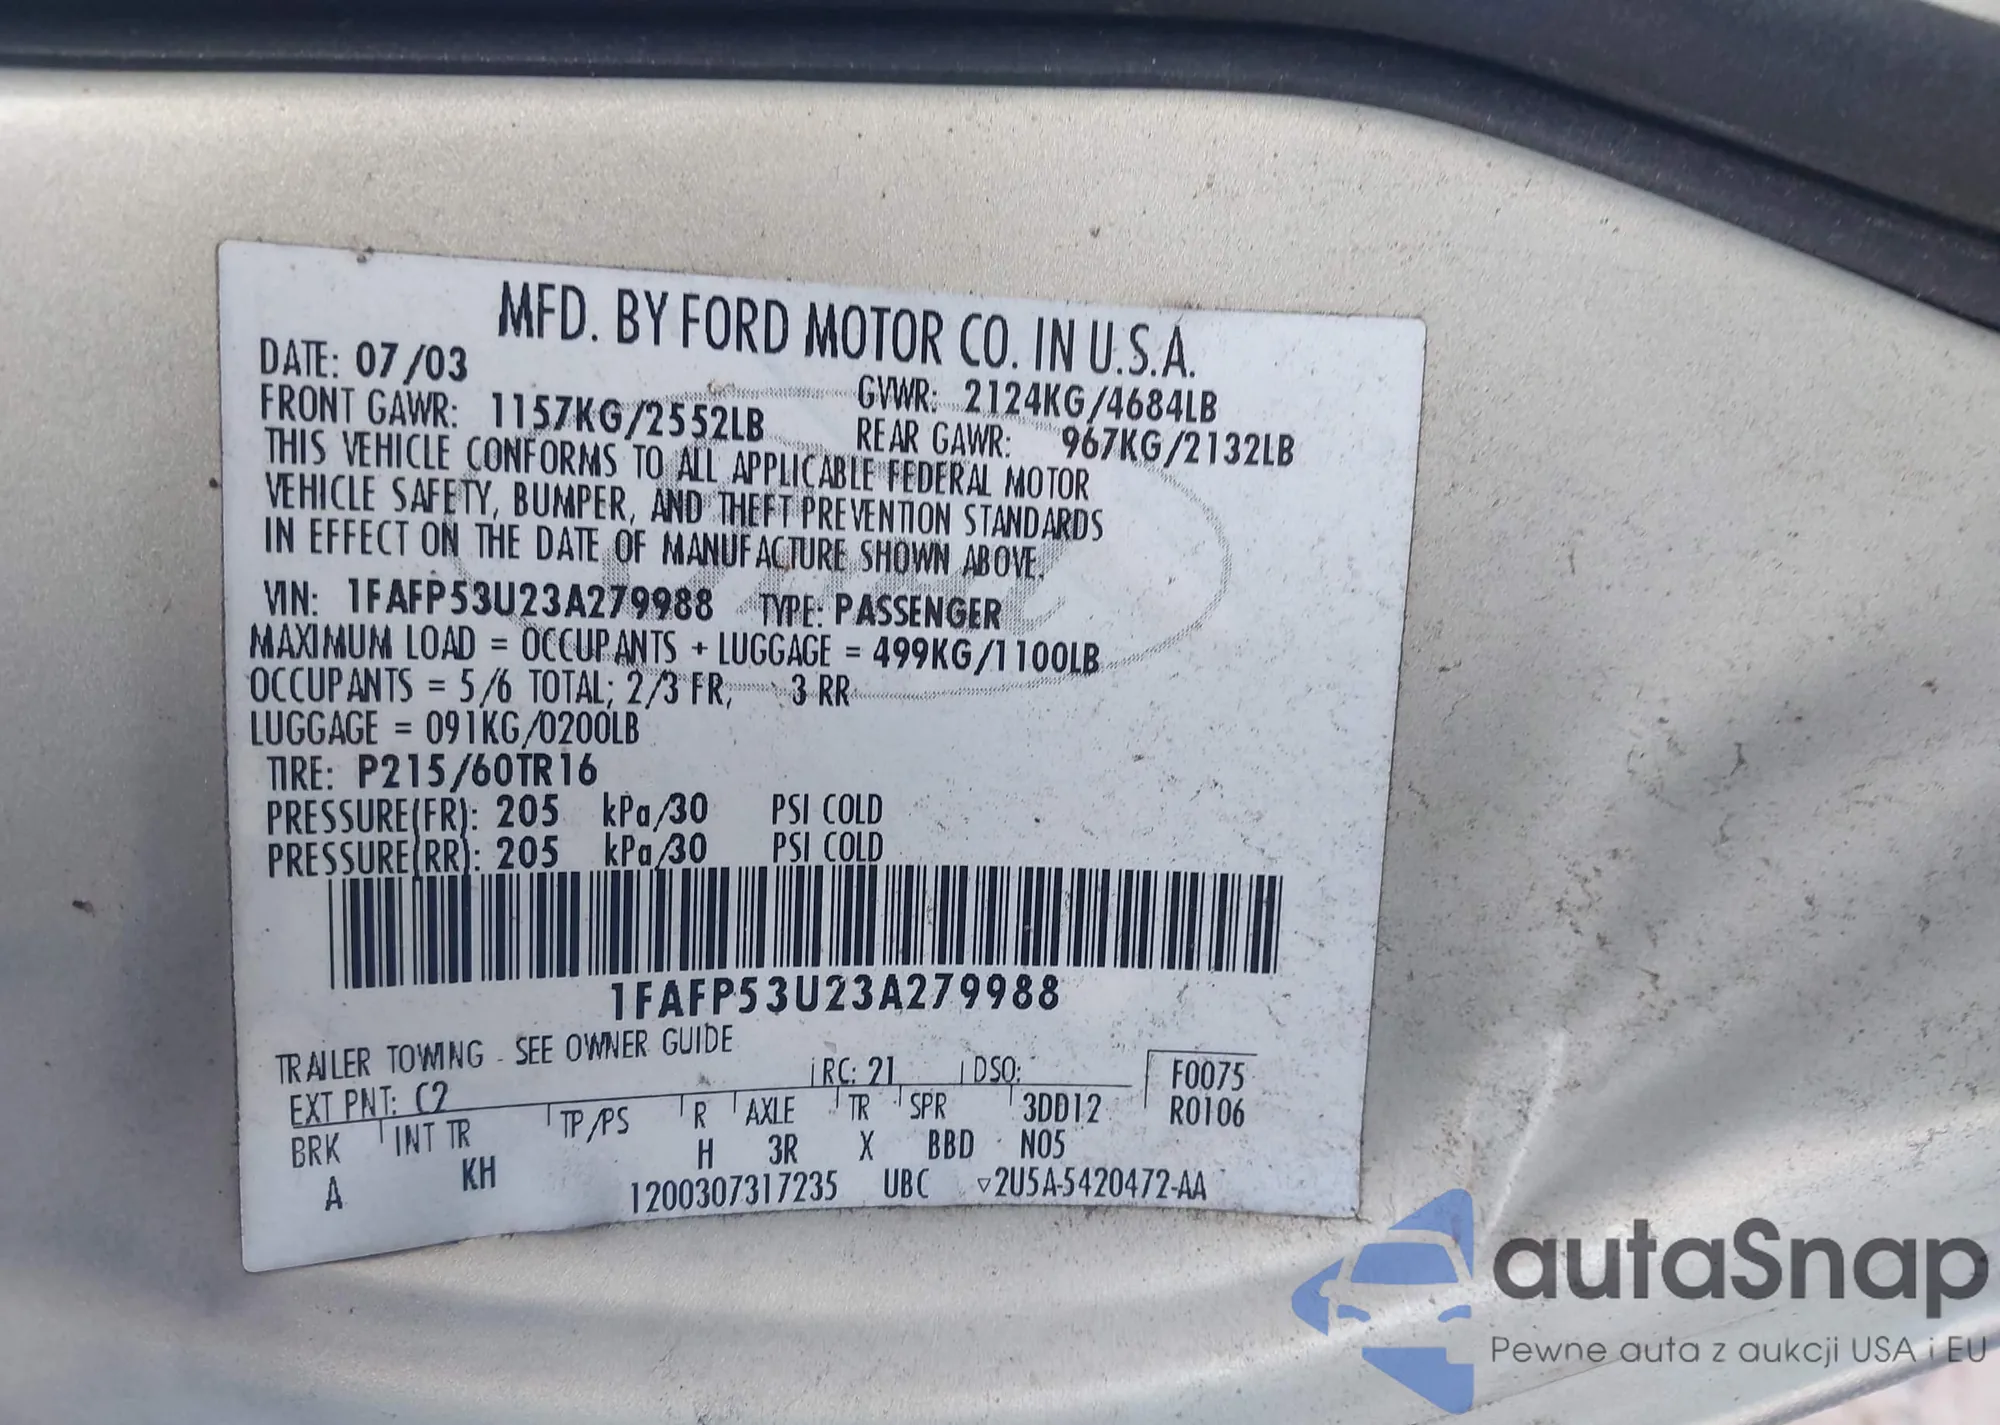 MFD. BY FORD MOTOR CO. IN U.S.A.
DATE: 07/03
GVWR: 2124KG/4684LB
FRONT GAWR: 1157KG/2552LB
REAR GAWR: 967KG/2132LB
THIS VEHICLE CONFORMS TO ALL APPLICABLE FEDERAL MOTOR
VEHICLE SAFETY, BUMPER, AND THEFT PREVENTION STANDARDS
IN EFFECT ON THE DATE OF MANUFACTURE SHOWN ABOVE.
VIN: 1FAFP53U23A279988 TYPE: PASSENGER
MAXIMUM LOAD = OCCUPANTS + LUGGAGE = 499KG/1100LB
OCCUPANTS = 5/6 TOTAL; 2/3 FR, 3 RR
LUGGAGE = 091KG/0200LB
TIRE: P215/60TR16
PRESSURE(FR): 205 kPa/30 PSI COLD
PRESSURE(RR): 205 kPa/30 PSI COLD
1FAFP53U23A279988
TRAILER TOWING - SEE OWNER GUIDE
EXT PNT: C2 RC: 21 DSO: F0075
BRK INT TR TP/PS R AXLE TR SPR 3DD12 R0106
A KH H 3R X BBD N05
1200307317235 UBC ▽2U5A-5420472-AA
autaSnap
Pewne auta z aukcji USA i EU